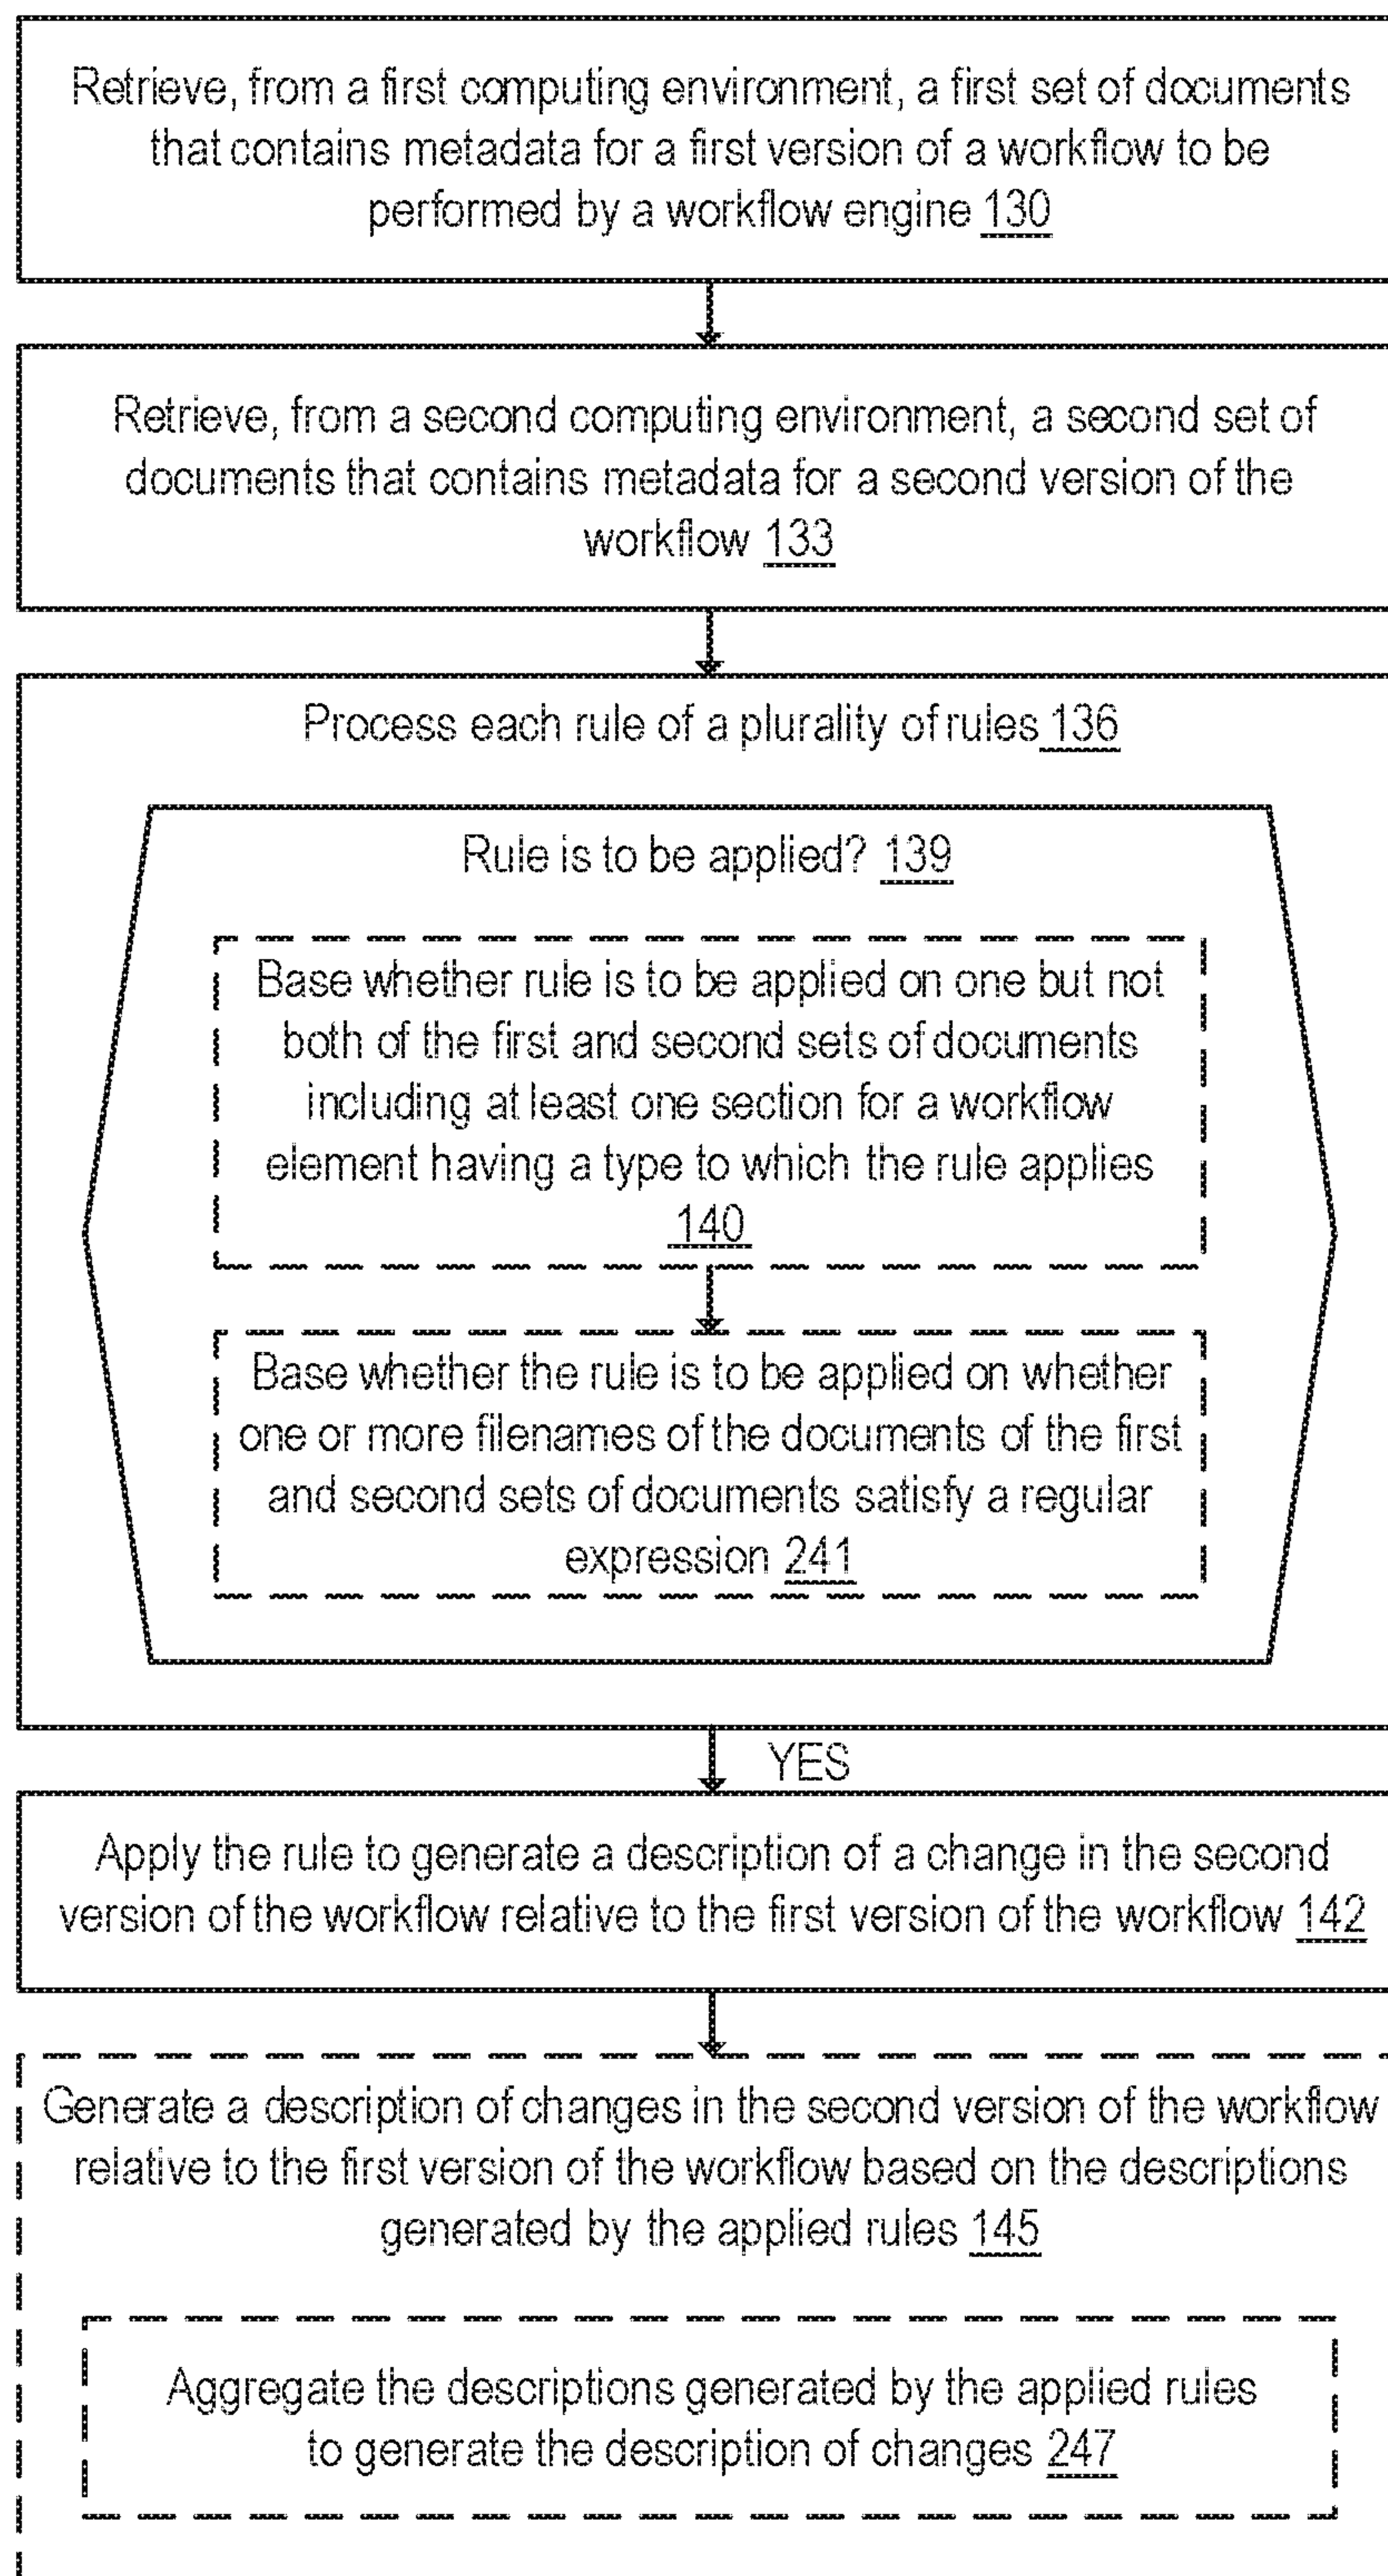 Retrieve, from a first computing environment, a first set of documents
that contains metadata for a first version of a workflow to be
performed by a workflow engine 130
Retrieve, from a second computing environment, a second set of
documents that contains metadata for a second version of the
workflow 133
Process each rule of a plurality of rules 136
Rule is to be applied? 139
Base whether rule is to be applied on one but not
both of the first and second sets of documents
including at least one section for a workflow
element having a type to which the rule applies
140
Base whether the rule is to be applied on whether
one or more filenames of the documents of the first
and second sets of documents satisfy a regular
expression 241
YES
Apply the rule to generate a description of a change in the second
version of the workflow relative to the first version of the workflow 142
Generate a description of changes in the second version of the workflow
relative to the first version of the workflow based on the descriptions
generated by the applied rules 145
Aggregate the descriptions generated by the applied rules
to generate the description of changes 247